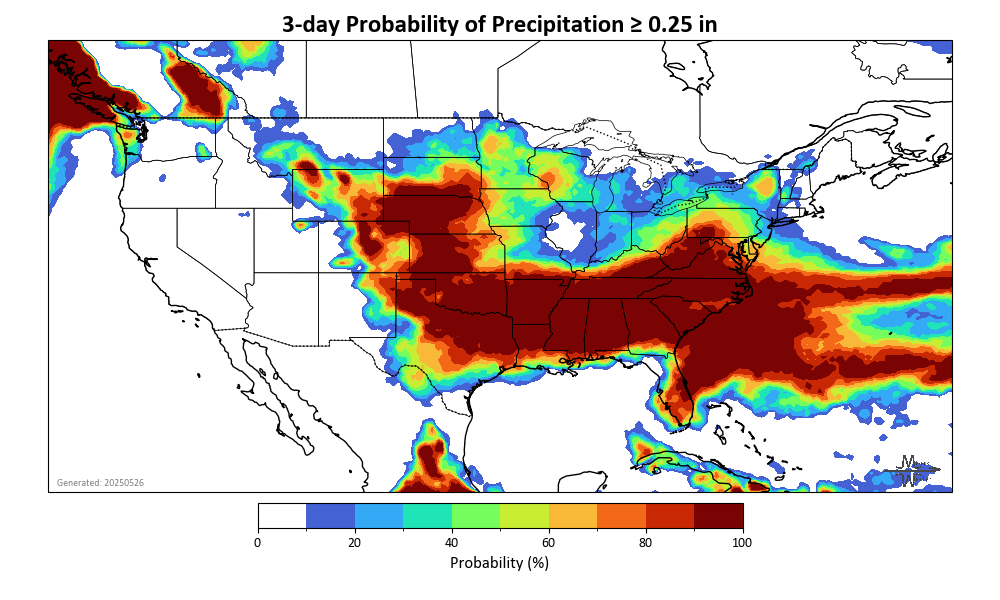 3-day Probability of Precipitation ≥ 0.25 in
Generated: 20250526
0 20 40 60 80 100
Probability (%)